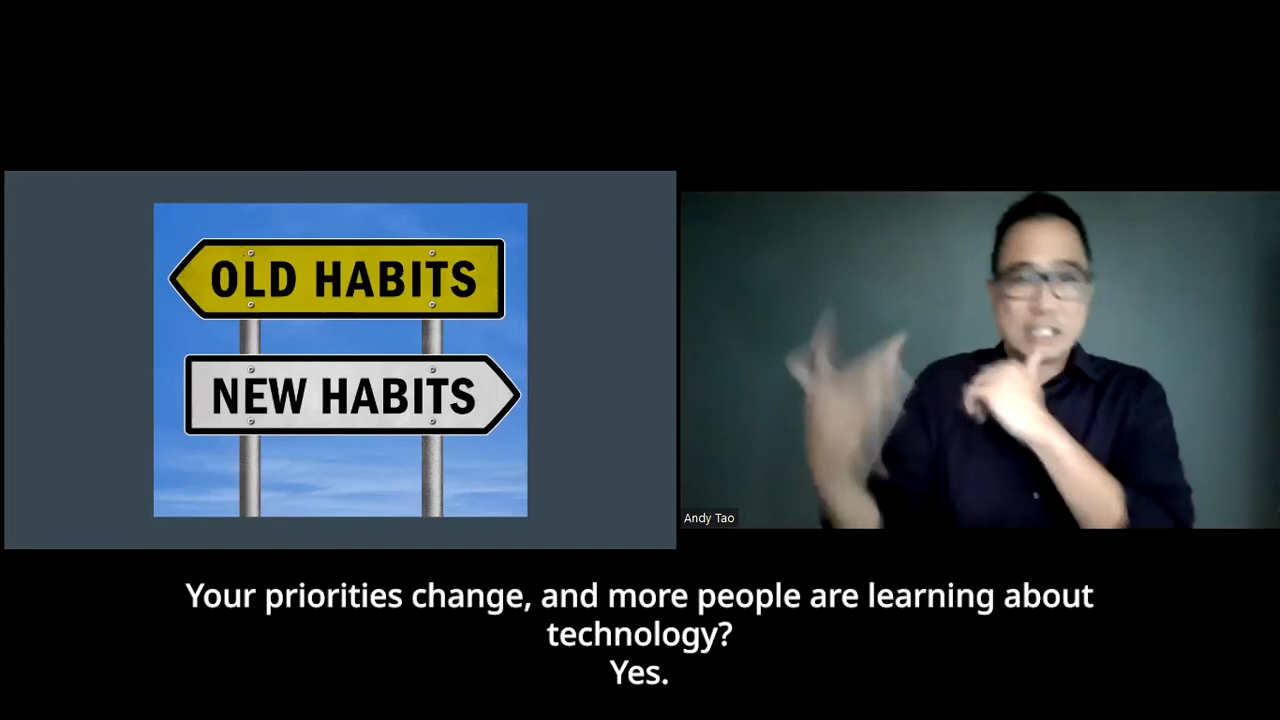 OLD HABITS
NEW HABITS
Andy Tao
Your priorities change, and more people are learning about
technology?
Yes.